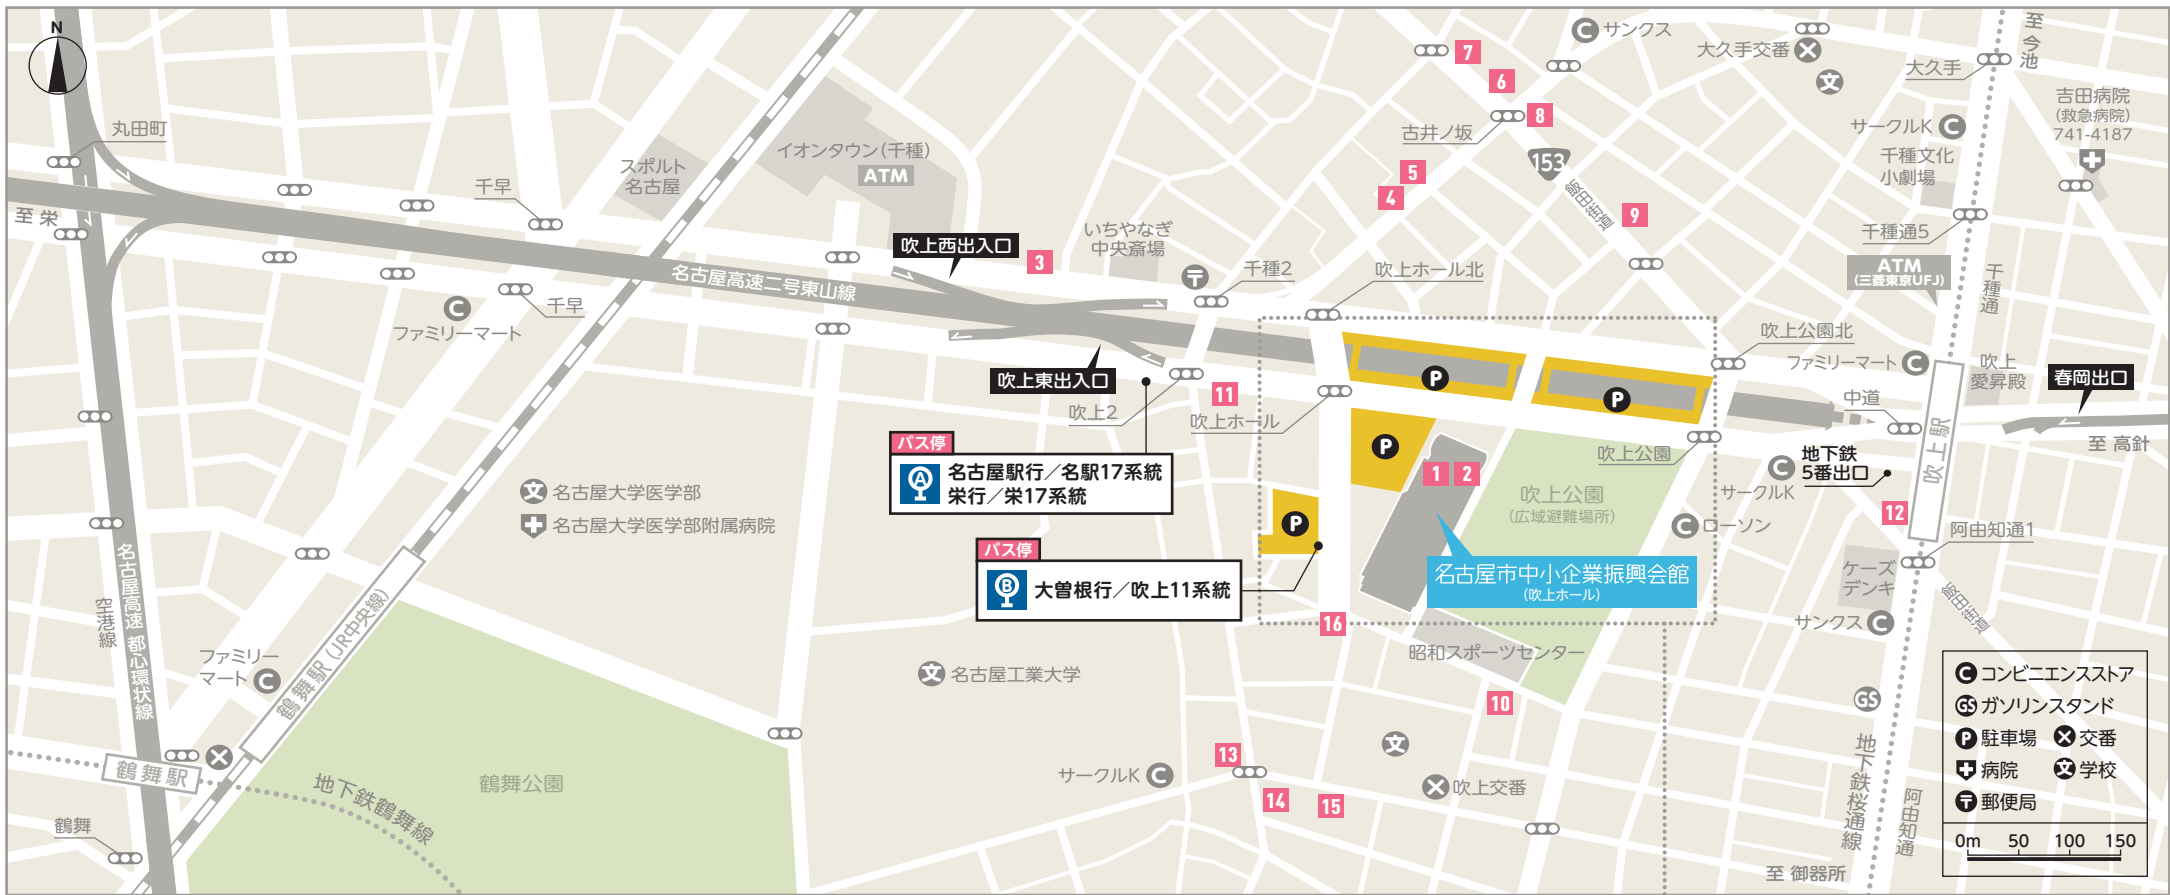 N
丸田町
至 栄
千早
スポルト
名古屋
イオンタウン(千種)
ATM
サンクス
大久手交番
大久手
至 今池
吉田病院
(救急病院)
741-4187
サークルK
千種文化
小劇場
7
6
8
古井ノ坂
153
飯田街道
5
4
9
千種通5
ATM
(三菱東京UFJ)
千種通
吹上西出入口
3
いちやなぎ
中央斎場
千種2
吹上ホール北
名古屋高速二号東山線
千早
ファミリーマート
吹上公園北
ファミリーマート
吹上
愛昇殿
春岡出口
中道
吹上駅
至 高針
吹上東出入口
吹上2
11
吹上ホール
P
P
P
P
吹上公園
サークルK
地下鉄
5番出口
12
バス停
A
名古屋駅行／名駅17系統
栄行／栄17系統
1
2
吹上公園
(広域避難場所)
ローソン
阿由知通1
名古屋大学医学部
名古屋大学医学部附属病院
バス停
B
大曽根行／吹上11系統
名古屋市中小企業振興会館
(吹上ホール)
ケーズ
デンキ
飯田街道
サンクス
名古屋高速 都心環状線
空港線
ファミリー
マート
鶴舞駅(JR中央線)
名古屋工業大学
16
昭和スポーツセンター
10
GS
鶴舞駅
地下鉄鶴舞線
鶴舞公園
鶴舞
サークルK
13
14
15
吹上交番
地下鉄桜通線
阿由知通
至 御器所
C コンビニエンスストア
GS ガソリンスタンド
P 駐車場
交番
病院
文 学校
〒 郵便局
0m 50 100 150